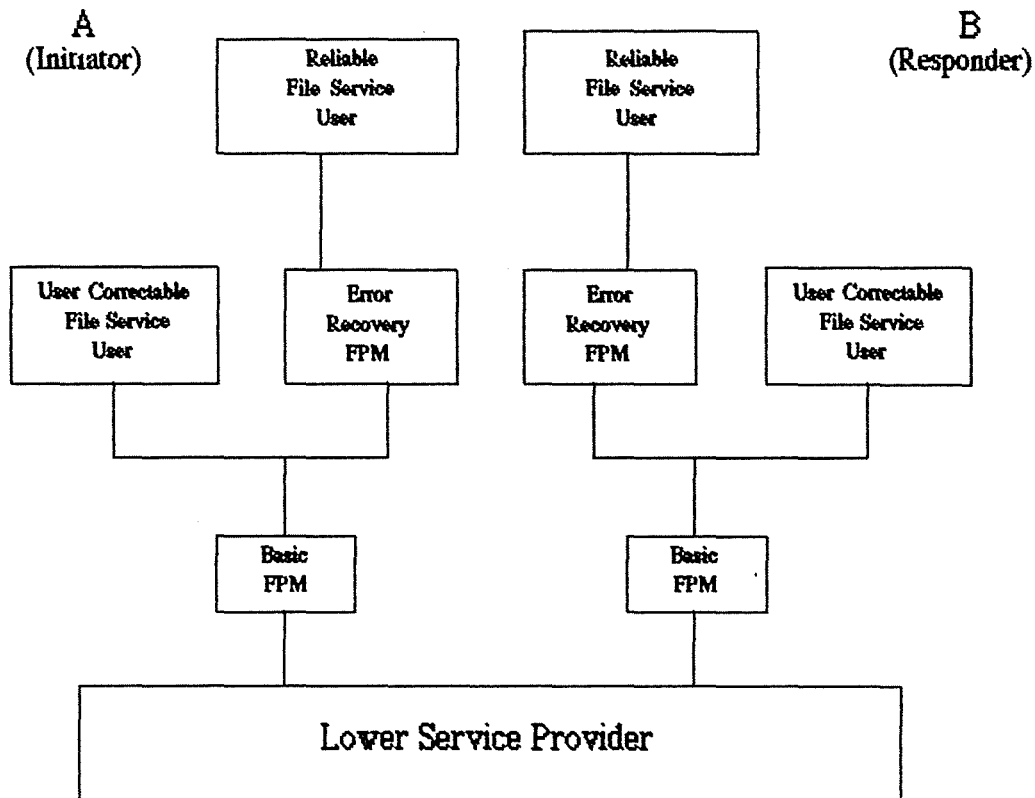 A
(Initiator)
Reliable
File Service
User
Reliable
File Service
User
B
(Responder)
User Correctable
File Service
User
Error
Recovery
FPM
Error
Recovery
FPM
User Correctable
File Service
User
Basic
FPM
Basic
FPM
Lower Service Provider